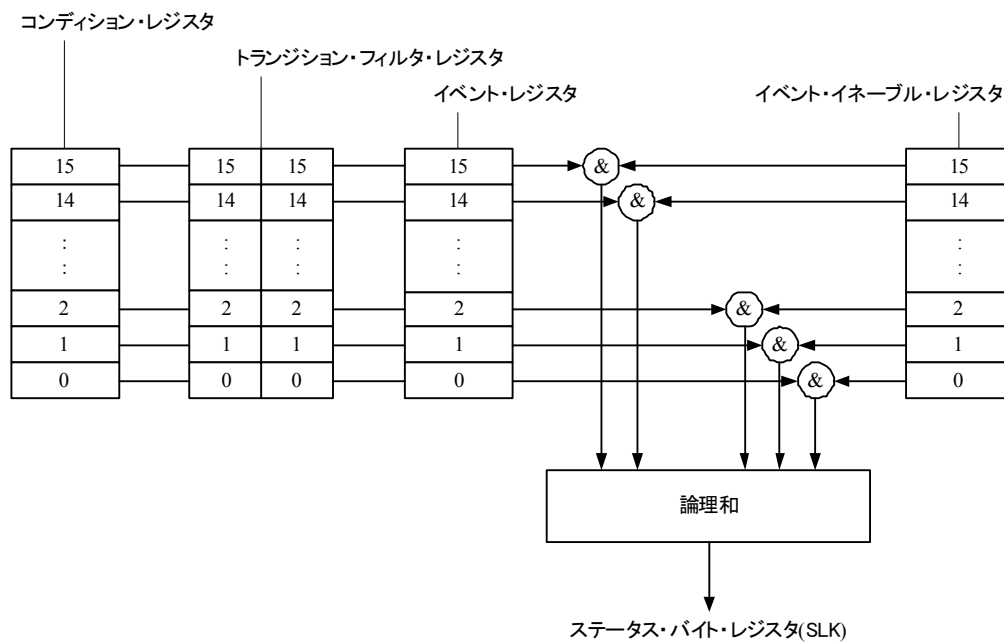 コンディション・レジスタ
トランジション・フィルタ・レジスタ
イベント・レジスタ
イベント・イネーブル・レジスタ
15 15 15 15 & 15
14 14 14 14 & 14
: : : : :
: : : : :
2 2 2 2 & 2
1 1 1 1 & 1
0 0 0 0 & 0
論理和
ステータス・バイト・レジスタ(SLK)